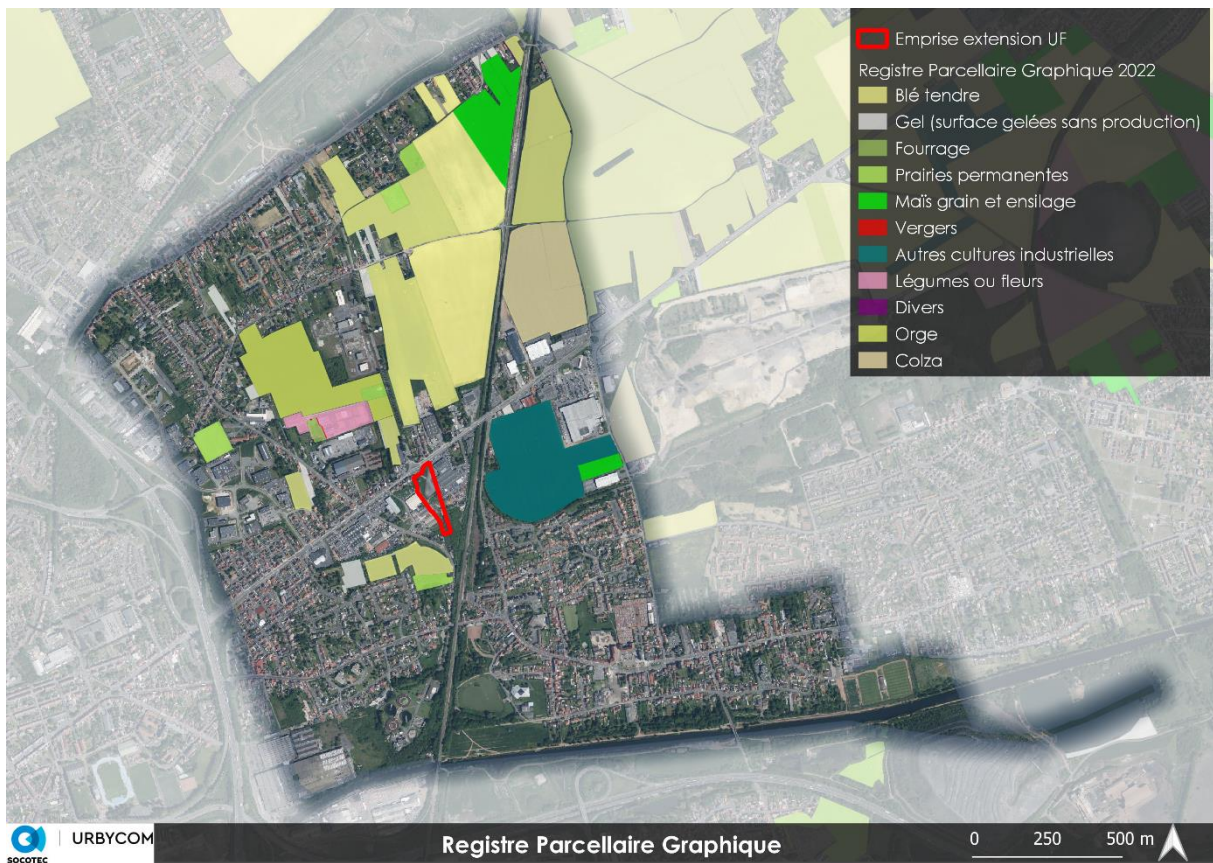 Emprise extension UF
Registre Parcellaire Graphique 2022
Blé tendre
Gel (surface gelées sans production)
Fourrage
Prairies permanentes
Maïs grain et ensilage
Vergers
Autres cultures industrielles
Légumes ou fleurs
Divers
Orge
Colza
SOCOTEC
URBYCOM
Registre Parcellaire Graphique
0 250 500 m